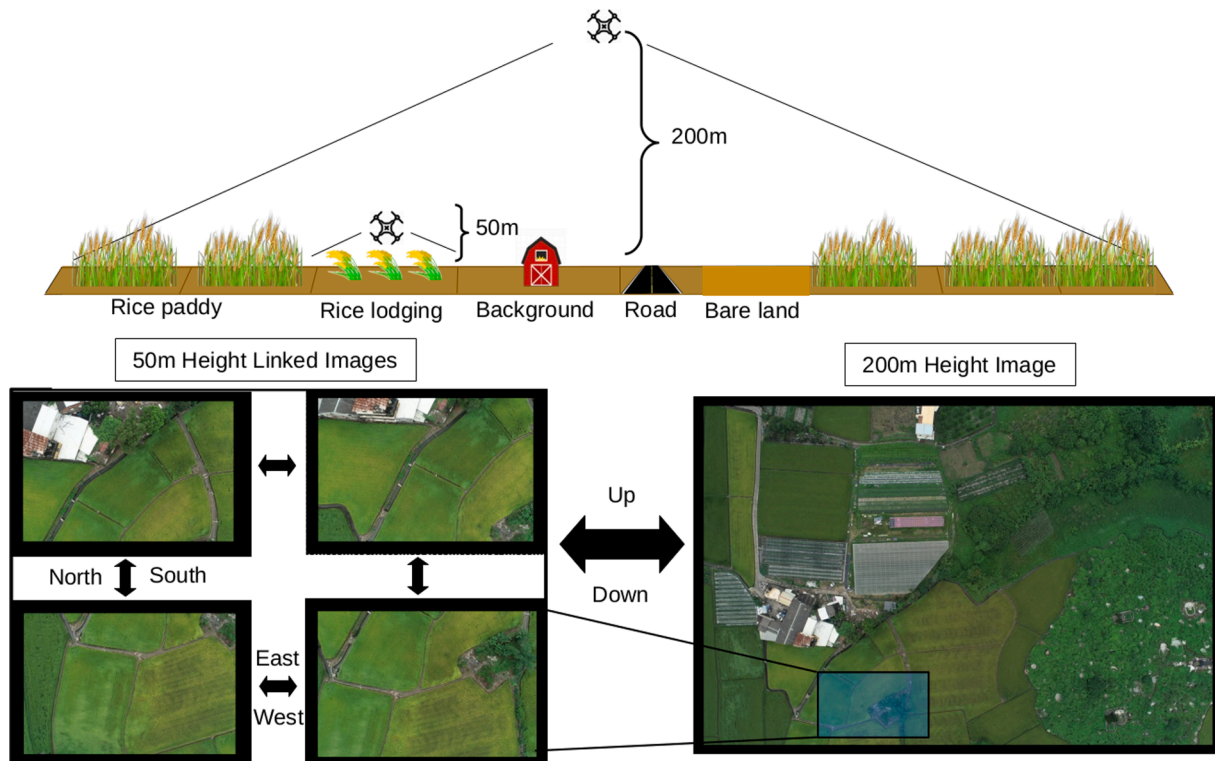 200m
50m
Rice paddy
Rice lodging
Background
Road
Bare land
50m Height Linked Images
200m Height Image
Up
Down
North
South
East
West